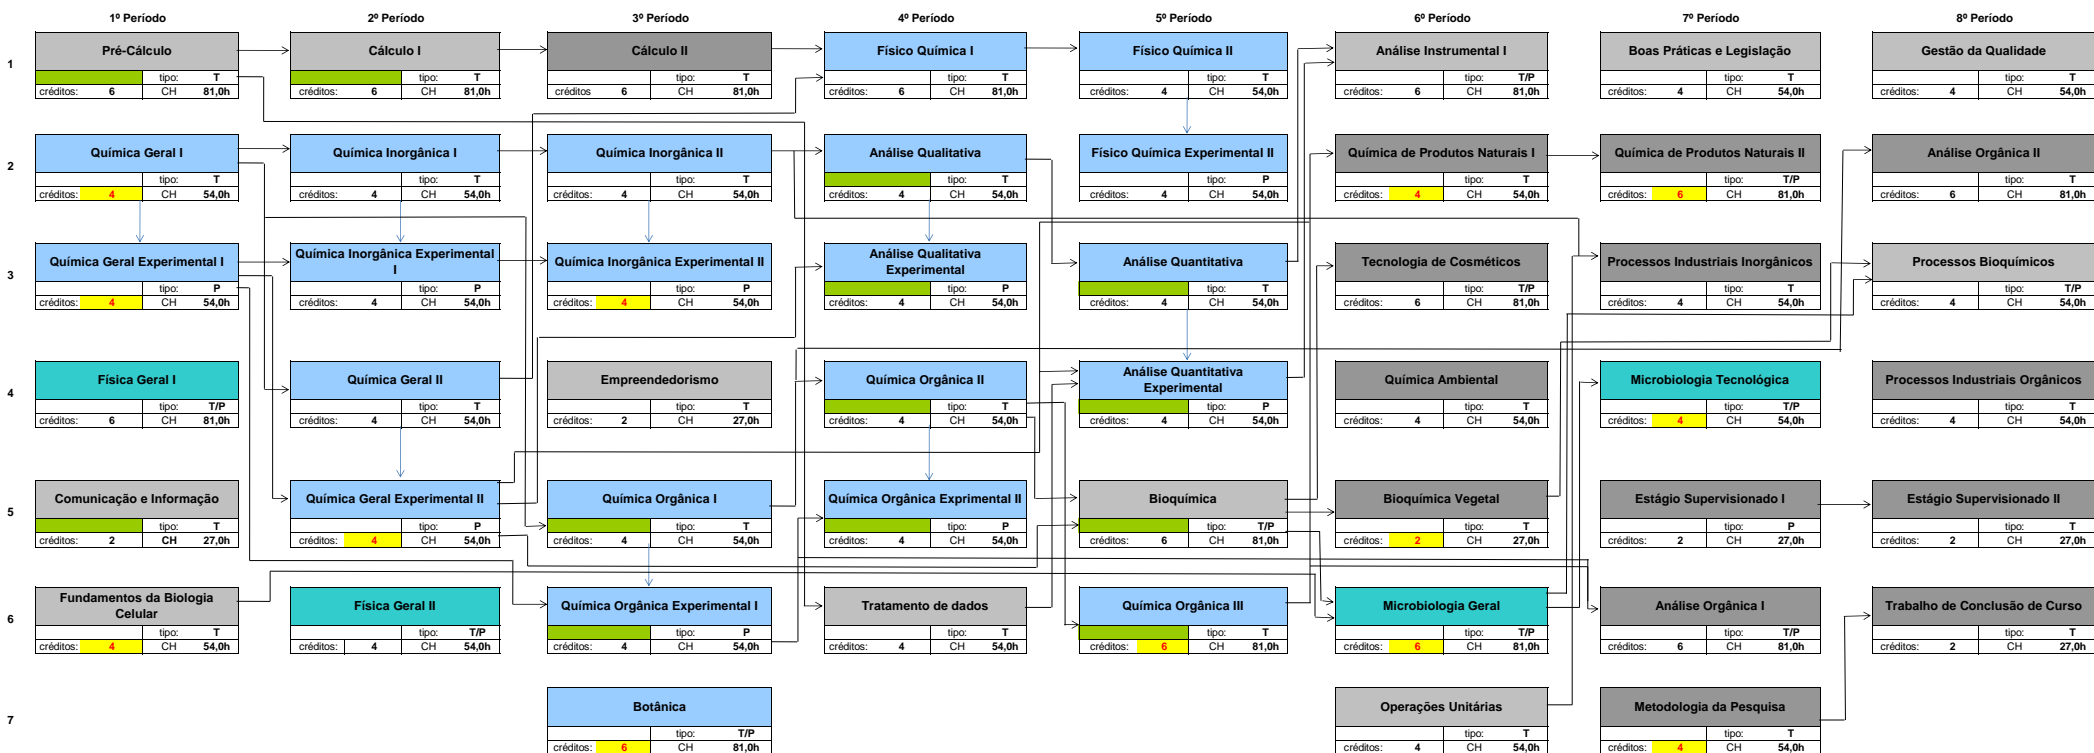 1º Período 2º Período 3º Período 4º Período 5º Período 6º Período 7º Período 8º Período
1
Pré-Cálculo Cálculo I Cálculo II Físico Química I Físico Química II Análise Instrumental I Boas Práticas e Legislação Gestão da Qualidade
tipo: T tipo: T tipo: T tipo: T tipo: T tipo: T/P tipo: T tipo: T
créditos: 6 CH 81,0h créditos: 6 CH 81,0h créditos 6 CH 81,0h créditos: 6 CH 81,0h créditos: 4 CH 54,0h créditos: 6 CH 81,0h créditos: 4 CH 54,0h créditos: 4 CH 54,0h
2
Química Geral I Química Inorgânica I Química Inorgânica II Análise Qualitativa Físico Química Experimental II Química de Produtos Naturais I Química de Produtos Naturais II Análise Orgânica II
tipo: T tipo: T tipo: T tipo: T tipo: P tipo: T tipo: T/P tipo: T
créditos: 4 CH 54,0h créditos: 4 CH 54,0h créditos: 4 CH 54,0h créditos: 4 CH 54,0h créditos: 4 CH 54,0h créditos: 4 CH 54,0h créditos: 6 CH 81,0h créditos: 6 CH 81,0h
3
Química Geral Experimental I Química Inorgânica Experimental I Química Inorgânica Experimental II Análise Qualitativa Experimental Análise Quantitativa Tecnologia de Cosméticos Processos Industriais Inorgânicos Processos Bioquímicos
tipo: P tipo: P tipo: P tipo: P tipo: T tipo: T/P tipo: T tipo: T/P
créditos: 4 CH 54,0h créditos: 4 CH 54,0h créditos: 4 CH 54,0h créditos: 4 CH 54,0h créditos: 4 CH 54,0h créditos: 6 CH 81,0h créditos: 4 CH 54,0h créditos: 4 CH 54,0h
4
Física Geral I Química Geral II Empreendedorismo Química Orgânica II Análise Quantitativa Experimental Química Ambiental Microbiologia Tecnológica Processos Industriais Orgânicos
tipo: T/P tipo: T tipo: T tipo: T tipo: P tipo: T tipo: T/P tipo: T
créditos: 6 CH 81,0h créditos: 4 CH 54,0h créditos: 2 CH 27,0h créditos: 4 CH 54,0h créditos: 4 CH 54,0h créditos: 4 CH 54,0h créditos: 4 CH 54,0h créditos: 4 CH 54,0h
5
Comunicação e Informação Química Geral Experimental II Química Orgânica I Química Orgânica Exprimental II Bioquímica Bioquímica Vegetal Estágio Supervisionado I Estágio Supervisionado II
tipo: T tipo: P tipo: T tipo: P tipo: T/P tipo: T tipo: P tipo: T
créditos: 2 CH 27,0h créditos: 4 CH 54,0h créditos: 4 CH 54,0h créditos: 4 CH 54,0h créditos: 6 CH 81,0h créditos: 2 CH 27,0h créditos: 2 CH 27,0h créditos: 2 CH 27,0h
6
Fundamentos da Biologia Celular Física Geral II Química Orgânica Experimental I Tratamento de dados Química Orgânica III Microbiologia Geral Análise Orgânica I Trabalho de Conclusão de Curso
tipo: T tipo: T/P tipo: P tipo: T tipo: T tipo: T/P tipo: T/P tipo: T
créditos: 4 CH 54,0h créditos: 4 CH 54,0h créditos: 4 CH 54,0h créditos: 4 CH 54,0h créditos: 6 CH 81,0h créditos: 6 CH 81,0h créditos: 6 CH 81,0h créditos: 2 CH 27,0h
7
Botânica Operações Unitárias Metodologia da Pesquisa
tipo: T/P tipo: T tipo: T
créditos: 6 CH 81,0h créditos: 4 CH 54,0h créditos: 4 CH 54,0h